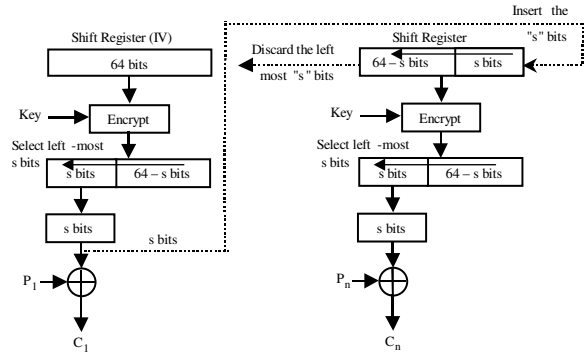 Insert the
"s" bits
Shift Register (IV)
64 bits
Key
Encrypt
Select left -most
s bits
s bits
64 – s bits
s bits
s bits
P1
C1
Discard the left
most "s" bits
Shift Register
64 – s bits
s bits
Key
Encrypt
Select left -most
s bits
s bits
64 – s bits
s bits
Pn
Cn